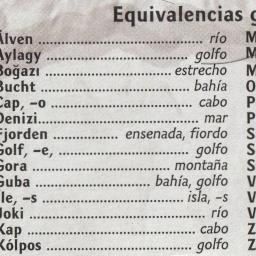 Equivalencias g
Älven ... río M
Aylagy ... golfo M
Boğazı ... estrecho M
Bucht ... bahía O
Cap, –o ... cabo P
Denizi ... mar P
Fjorden ... ensenada, fiordo S
Golf, –e, ... golfo S
Gora ... montaña S
Guba ... bahía, golfo S
Ile, –s ... isla, –s V
Joki ... río V
Kap ... cabo Z
Kólpos ... golfo Z